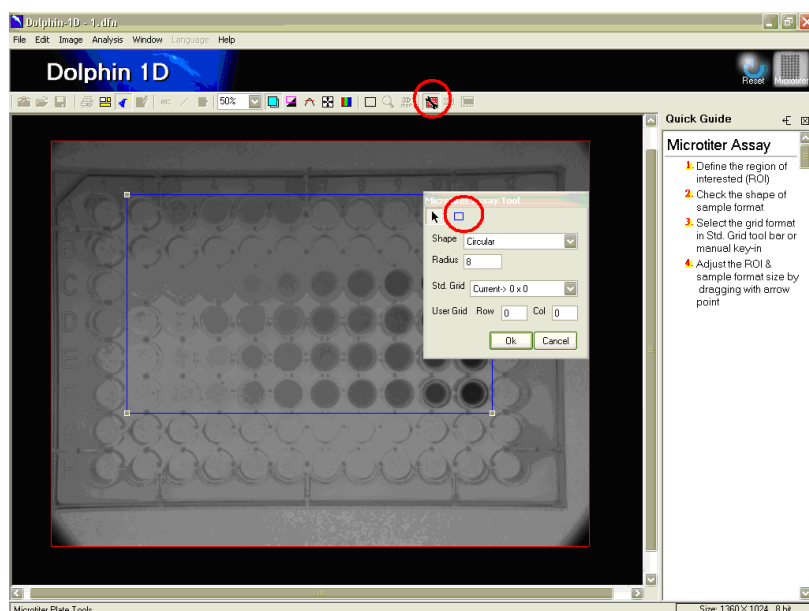 Dolphin-1D - 1.dfn
File Edit Image Analysis Window Language Help
Dolphin 1D
Reset Microtiter
50%
Quick Guide
Microtiter Assay
1. Define the region of
interested (ROI)
2. Check the shape of
sample format
3. Select the grid format
in Std. Grid tool bar or
manual key-in
4. Adjust the ROI &
sample format size by
dragging with arrow
point
Microtiter Assay Tool
Shape Circular
Radius 8
Std. Grid Current-> 0 x 0
User Grid Row 0 Col 0
Ok Cancel
Microtiter Plate Tools
Size: 1360 X 1024 8 bit